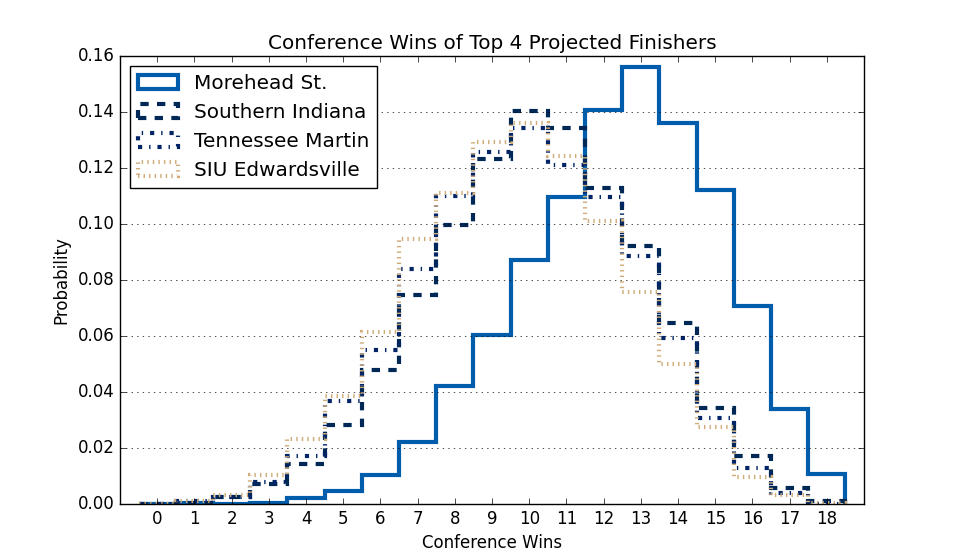 Conference Wins of Top 4 Projected Finishers
0.16
0.14
0.12
0.10
0.08
0.06
0.04
0.02
0.00
Probability
Morehead St.
Southern Indiana
Tennessee Martin
SIU Edwardsville
0 1 2 3 4 5 6 7 8 9 10 11 12 13 14 15 16 17 18
Conference Wins